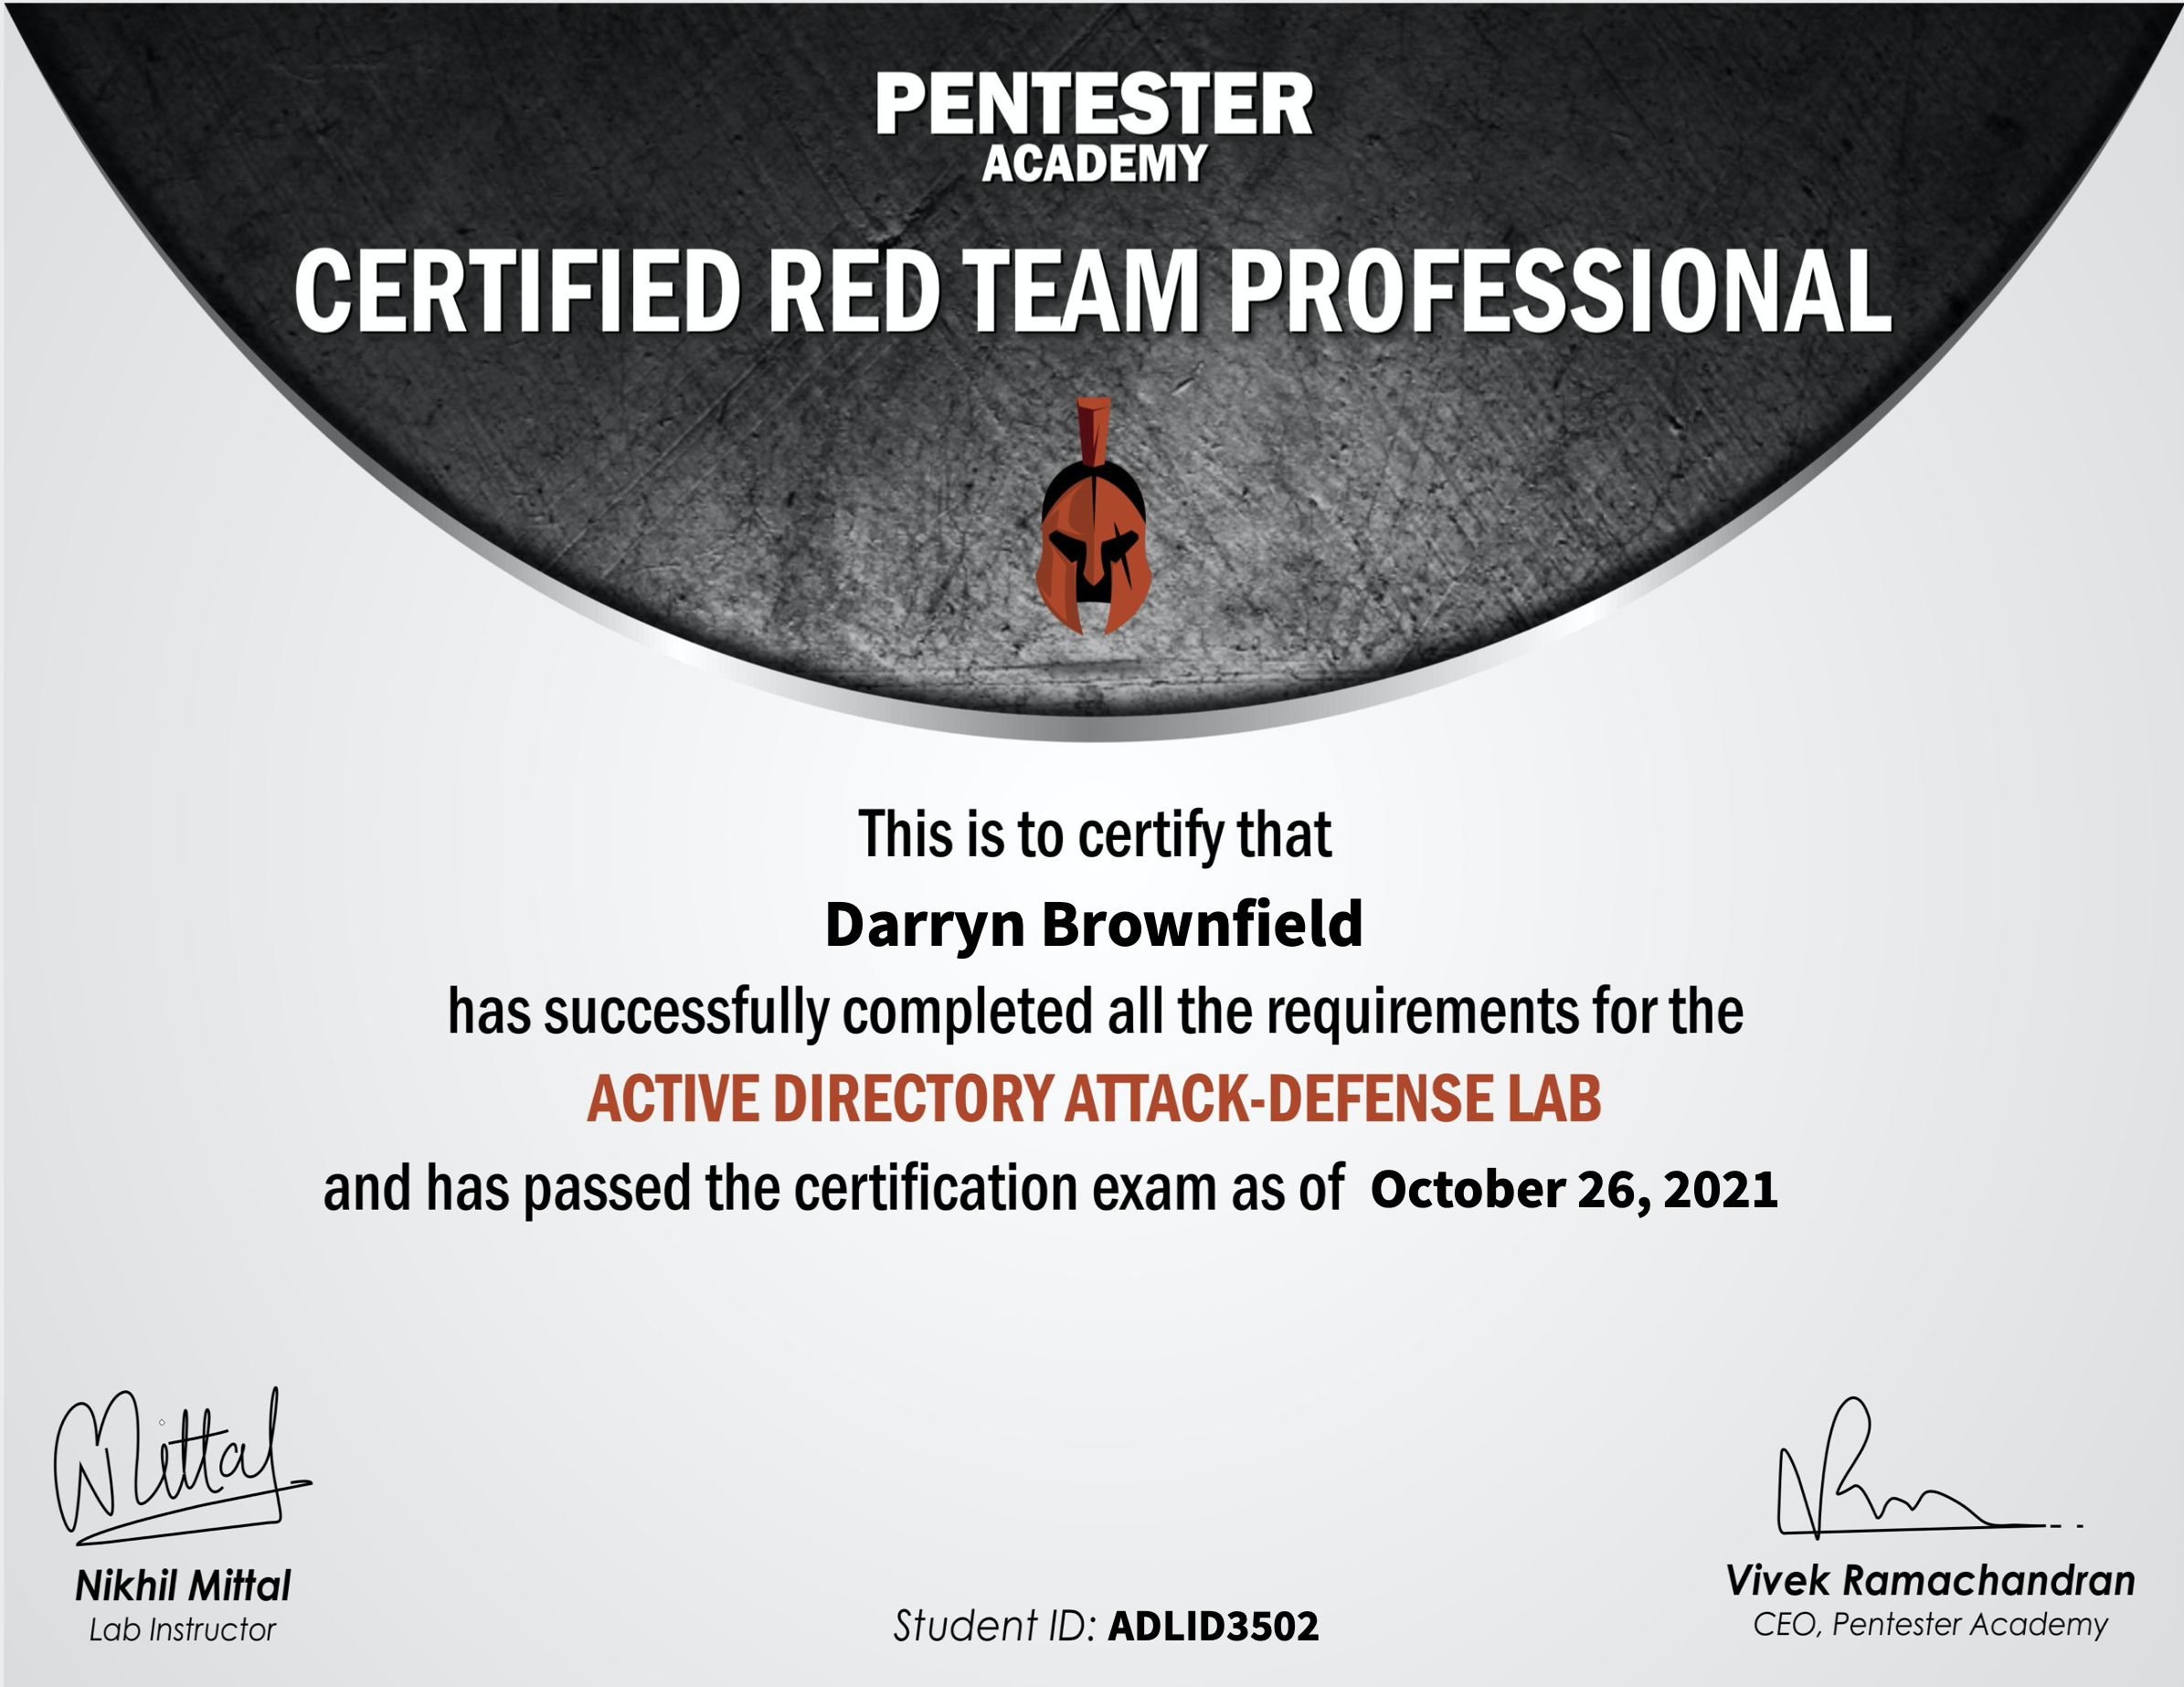 PENTESTER
ACADEMY
CERTIFIED RED TEAM PROFESSIONAL
This is to certify that
Darryn Brownfield
has successfully completed all the requirements for the
ACTIVE DIRECTORY ATTACK-DEFENSE LAB
and has passed the certification exam as of October 26, 2021
Mittal
Nikhil Mittal
Lab Instructor
Student ID: ADLID3502
Vivek Ramachandran
CEO, Pentester Academy